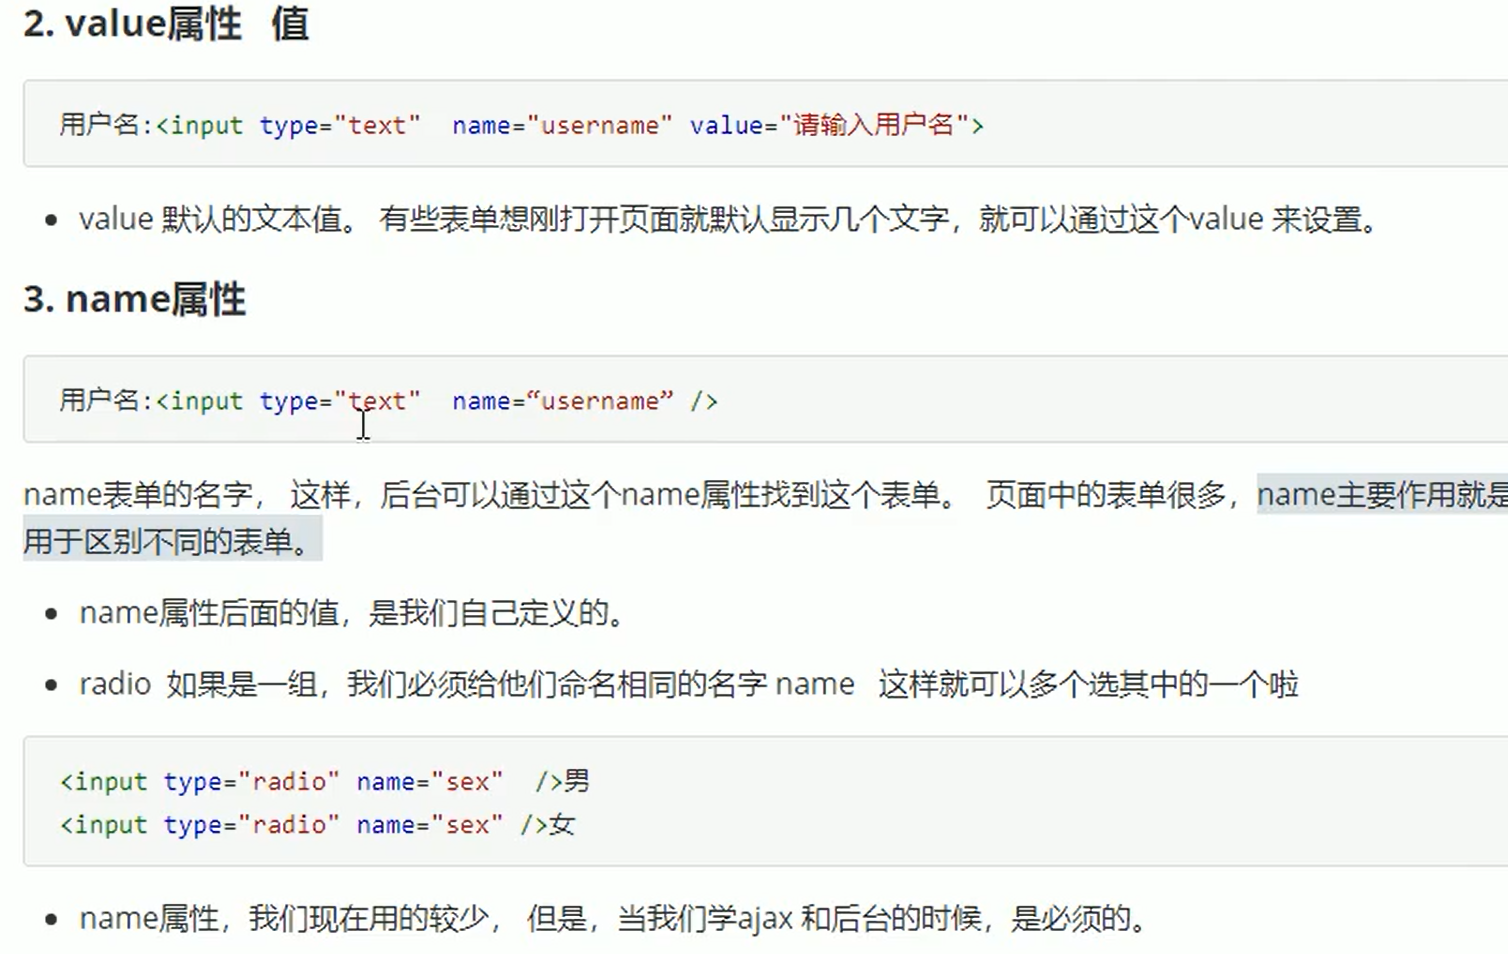 2. value属性 值
用户名:<input type="text"  name="username" value="请输入用户名">
value 默认的文本值。 有些表单想刚打开页面就默认显示几个文字，就可以通过这个value 来设置。
3. name属性
用户名:<input type="text"  name=“username” />
name表单的名字， 这样，后台可以通过这个name属性找到这个表单。 页面中的表单很多，name主要作用就是
用于区别不同的表单。
name属性后面的值，是我们自己定义的。
radio 如果是一组，我们必须给他们命名相同的名字 name  这样就可以多个选其中的一个啦
<input type="radio" name="sex"  />男
<input type="radio" name="sex" />女
name属性，我们现在用的较少， 但是，当我们学ajax 和后台的时候，是必须的。